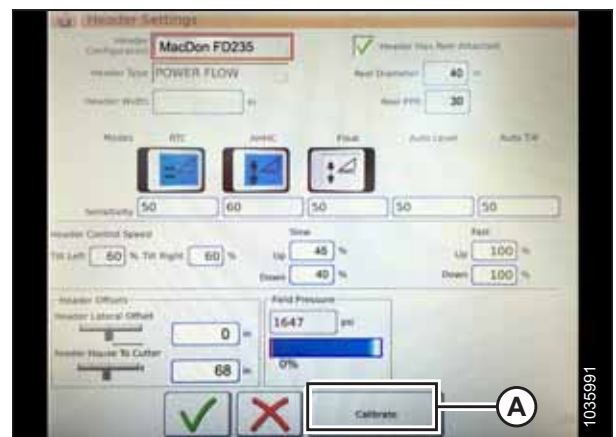 Header Settings
Header Configuration MacDon FD235 Header Has Reel Attached
Header Type POWER FLOW Reel Diameter 40 in
Header Width in Reel PPR 30
Modes RTC AHHC Float Auto Level Auto Tilt
Sensitivity 50 60 50 50 50
Header Control Speed Slow Fast
Tilt Left 60 % Tilt Right 60 % Up 45 % Up 100 %
Down 40 % Down 100 %
Header Offsets Field Pressure
Header Lateral Offset 0 in 1647 psi
Feeder House To Cutter 68 in 0%
Calibrate A
1035991